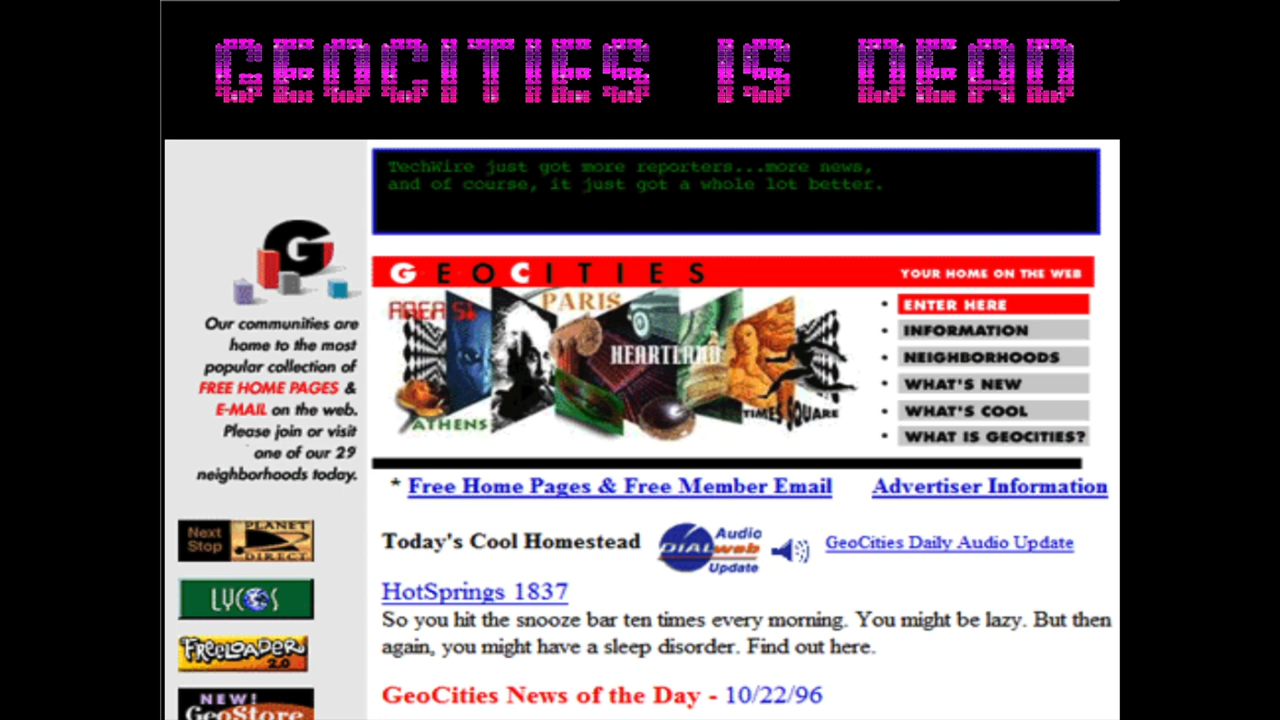 GEOCITIES IS DEAD
TechWire just got more reporters...more news,
and of course, it just got a whole lot better.
G
GEOCITIES
YOUR HOME ON THE WEB
AREA 51
PARIS
HEARTLAND
ATHENS
TIMES SQUARE
• ENTER HERE
• INFORMATION
• NEIGHBORHOODS
• WHAT'S NEW
• WHAT'S COOL
• WHAT IS GEOCITIES?
Our communities are
home to the most
popular collection of
FREE HOME PAGES &
E-MAIL on the web.
Please join or visit
one of our 29
neighborhoods today.
Next Stop PLANET DIRECT
LYCOS
FREELOADER 2.0
NEW!
GeoStore
* Free Home Pages & Free Member Email Advertiser Information
Today's Cool Homestead
Audio
DIALweb
Update
GeoCities Daily Audio Update
HotSprings 1837
So you hit the snooze bar ten times every morning. You might be lazy. But then
again, you might have a sleep disorder. Find out here.
GeoCities News of the Day - 10/22/96